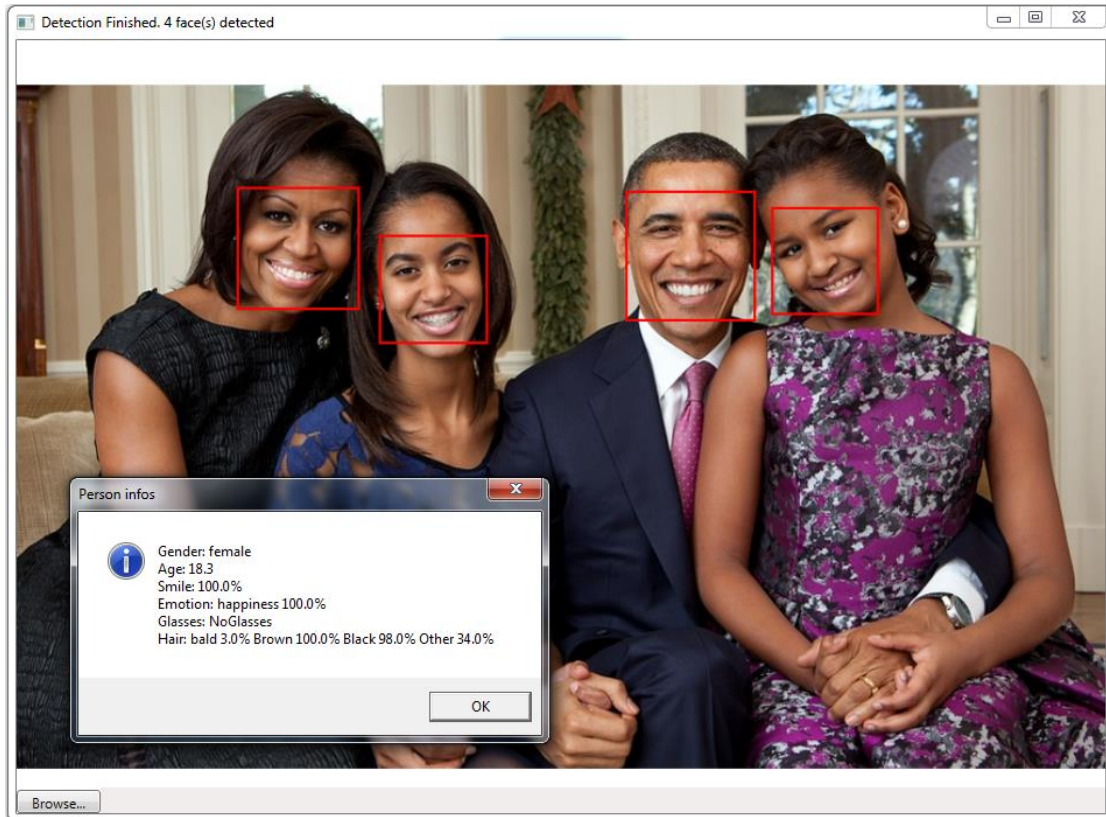 Detection Finished. 4 face(s) detected
Person infos
Gender: female
Age: 18.3
Smile: 100.0%
Emotion: happiness 100.0%
Glasses: NoGlasses
Hair: bald 3.0% Brown 100.0% Black 98.0% Other 34.0%
OK
Browse...